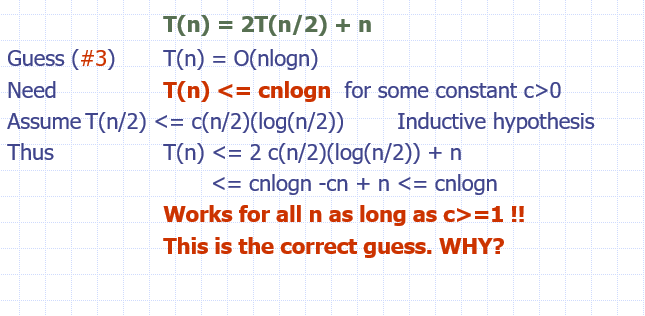 T(n) = 2T(n/2) + n
Guess (#3) T(n) = O(nlogn)
Need T(n) <= cnlogn for some constant c>0
Assume T(n/2) <= c(n/2)(log(n/2)) Inductive hypothesis
Thus T(n) <= 2 c(n/2)(log(n/2)) + n
<= cnlogn -cn + n <= cnlogn
Works for all n as long as c>=1 !!
This is the correct guess. WHY?